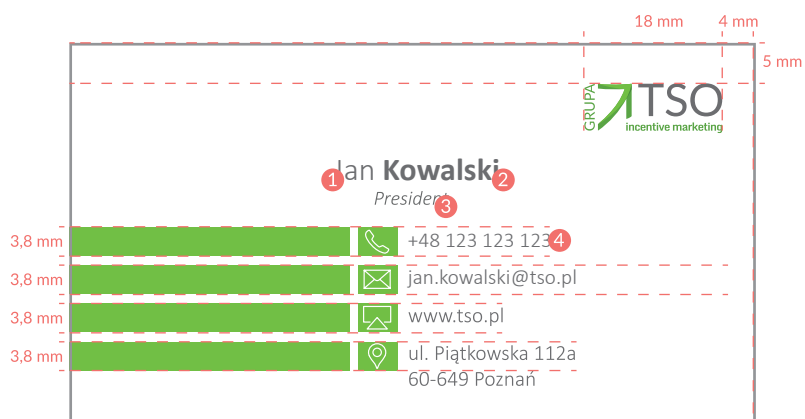 18 mm 4 mm
5 mm
GRUPA TSO
incentive marketing
1 Jan Kowalski 2
President 3
3,8 mm +48 123 123 123 4
3,8 mm jan.kowalski@tso.pl
3,8 mm www.tso.pl
3,8 mm ul. Piątkowska 112a
60-649 Poznań